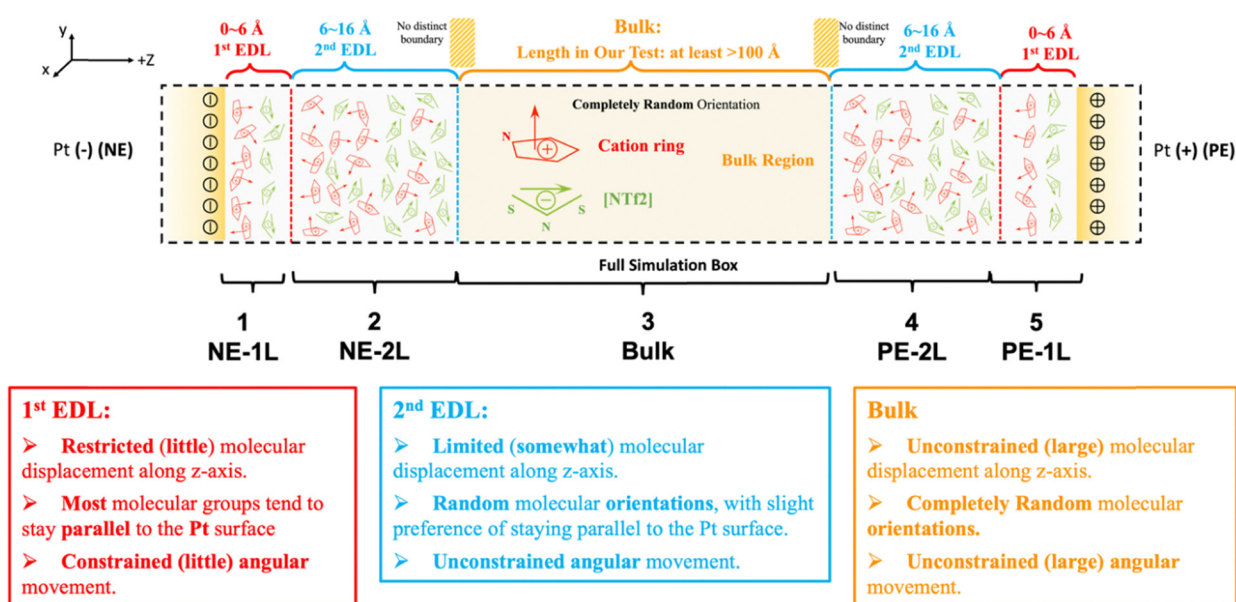 y
x
+Z
0~6 Å
1st EDL
6~16 Å
2nd EDL
No distinct
boundary
Bulk:
Length in Our Test: at least >100 Å
No distinct
boundary
6~16 Å
2nd EDL
0~6 Å
1st EDL
Pt (-) (NE)
Completely Random Orientation
N
Cation ring
Bulk Region
[NTf2]
S
S
N
Pt (+) (PE)
Full Simulation Box
1
NE-1L
2
NE-2L
3
Bulk
4
PE-2L
5
PE-1L
1st EDL:
➢ Restricted (little) molecular
displacement along z-axis.
➢ Most molecular groups tend to
stay parallel to the Pt surface
➢ Constrained (little) angular
movement.
2nd EDL:
➢ Limited (somewhat) molecular
displacement along z-axis.
➢ Random molecular orientations, with slight
preference of staying parallel to the Pt surface.
➢ Unconstrained angular movement.
Bulk
➢ Unconstrained (large) molecular
displacement along z-axis.
➢ Completely Random molecular
orientations.
➢ Unconstrained (large) angular
movement.